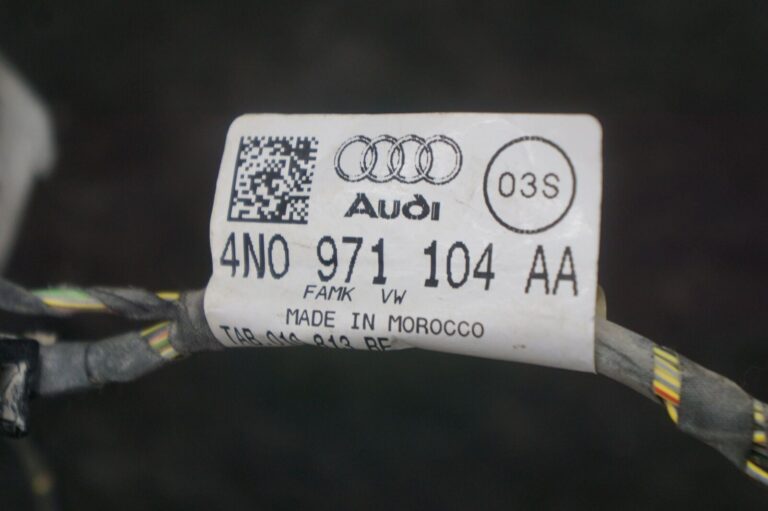 Audi
03S
4N0 971 104 AA
FAMK VW
MADE IN MOROCCO